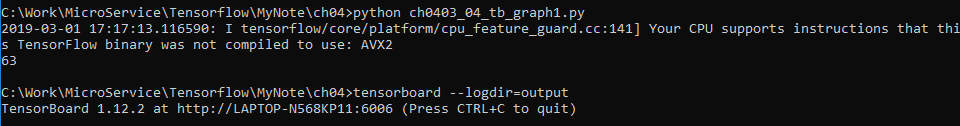 C:\Work\MicroService\Tensorflow\MyNote\ch04>python ch0403_04_tb_graph1.py
2019-03-01 17:17:13.116590: I tensorflow/core/platform/cpu_feature_guard.cc:141] Your CPU supports instructions that thi
s TensorFlow binary was not compiled to use: AVX2
63
C:\Work\MicroService\Tensorflow\MyNote\ch04>tensorboard --logdir=output
TensorBoard 1.12.2 at http://LAPTOP-N568KP11:6006 (Press CTRL+C to quit)